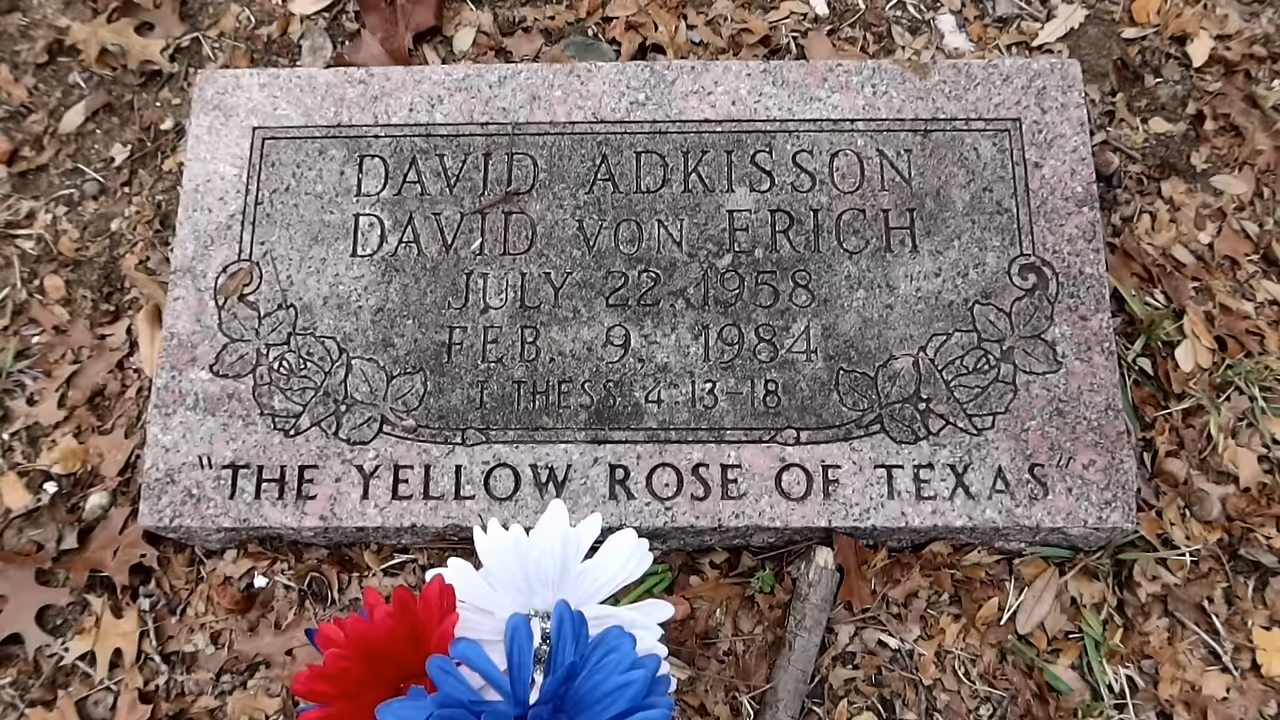 DAVID ADKISSON
DAVID VON ERICH
JULY 22 1958
FEB. 9, 1984
I THESS 4:13-18
"THE YELLOW ROSE OF TEXAS"